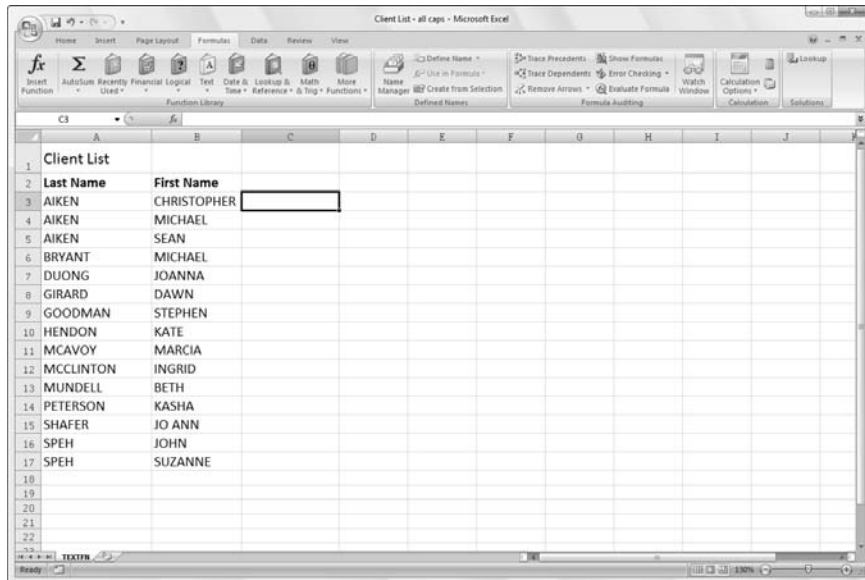 Client List - all caps - Microsoft Excel
Home Insert Page Layout Formulas Data Review View
fx Insert Function
Σ AutoSum
Recently Used
Financial
Logical
Text
Date & Time
Lookup & Reference
Math & Trig
More Functions
Function Library
Name Manager
Define Name
Use in Formula
Create from Selection
Defined Names
Trace Precedents
Trace Dependents
Remove Arrows
Show Formulas
Error Checking
Evaluate Formula
Formula Auditing
Watch Window
Calculation Options
Calculation
Lookup
Solutions
C3 fx
A B C D E F G H I J
1 Client List
2 Last Name First Name
3 AIKEN CHRISTOPHER
4 AIKEN MICHAEL
5 AIKEN SEAN
6 BRYANT MICHAEL
7 DUONG JOANNA
8 GIRARD DAWN
9 GOODMAN STEPHEN
10 HENDON KATE
11 MCAVOY MARCIA
12 MCCLINTON INGRID
13 MUNDELL BETH
14 PETERSON KASHA
15 SHAFER JO ANN
16 SPEH JOHN
17 SPEH SUZANNE
18
19
20
21
22
TEXTFN
Ready 130%